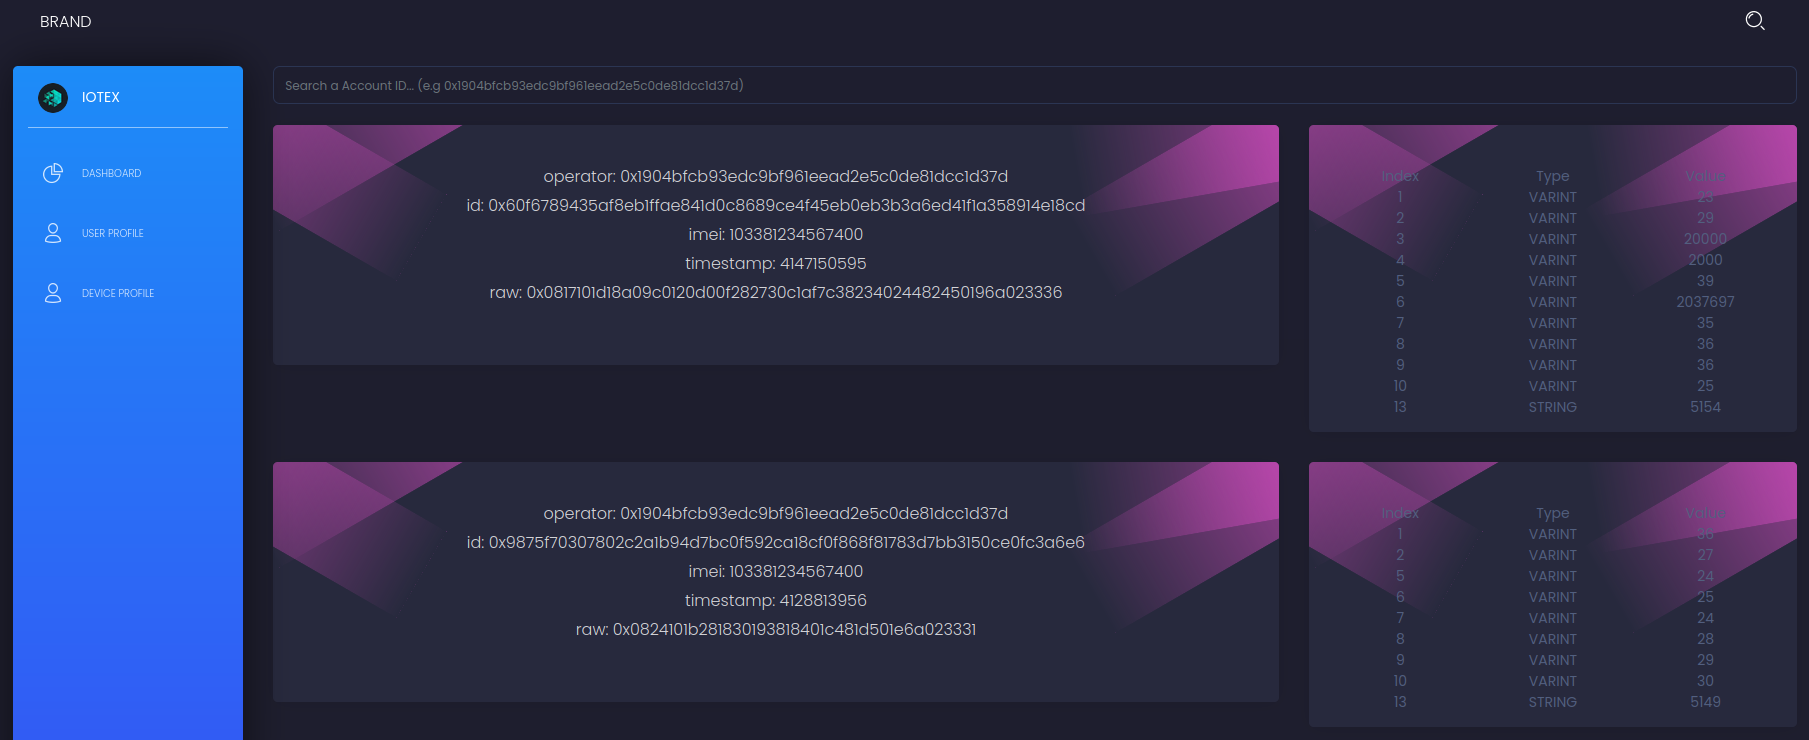 BRAND
IOTEX
DASHBOARD
USER PROFILE
DEVICE PROFILE
Search a Account ID... (e.g 0x1904bfcb93edc9bf961eead2e5c0de81dcc1d37d)
operator: 0x1904bfcb93edc9bf961eead2e5c0de81dcc1d37d
id: 0x60f6789435af8eb1ffae841d0c8689ce4f45eb0eb3b3a6ed41f1a358914e18cd
imei: 103381234567400
timestamp: 4147150595
raw: 0x0817101d18a09c0120d00f282730c1af7c38234024482450196a023336
Index Type Value
1 VARINT 23
2 VARINT 29
3 VARINT 20000
4 VARINT 2000
5 VARINT 39
6 VARINT 2037697
7 VARINT 35
8 VARINT 36
9 VARINT 36
10 VARINT 25
13 STRING 5154
operator: 0x1904bfcb93edc9bf961eead2e5c0de81dcc1d37d
id: 0x9875f70307802c2a1b94d7bc0f592ca18cf0f868f81783d7bb3150ce0fc3a6e6
imei: 103381234567400
timestamp: 4128813956
raw: 0x0824101b281830193818401c481d501e6a023331
Index Type Value
1 VARINT 36
2 VARINT 27
5 VARINT 24
6 VARINT 25
7 VARINT 24
8 VARINT 28
9 VARINT 29
10 VARINT 30
13 STRING 5149